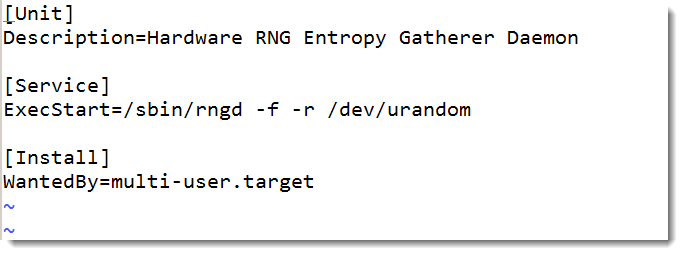 [Unit]
Description=Hardware RNG Entropy Gatherer Daemon
[Service]
ExecStart=/sbin/rngd -f -r /dev/urandom
[Install]
WantedBy=multi-user.target
~
~